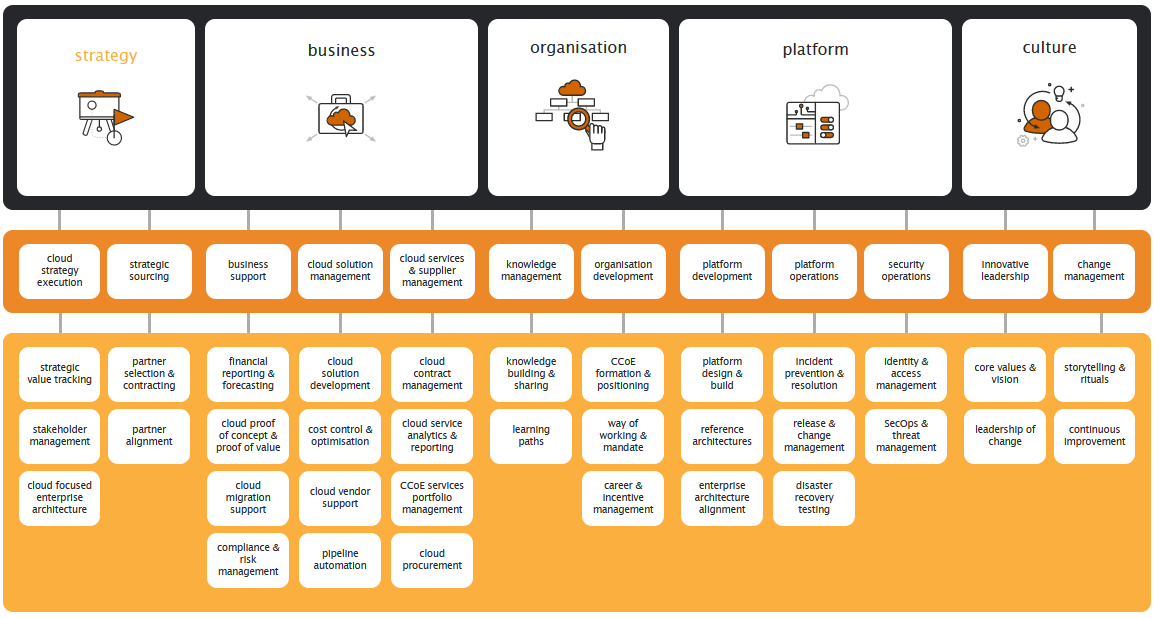 strategy
business
organisation
platform
culture
cloud
strategy
execution
strategic
sourcing
business
support
cloud solution
management
cloud services
& supplier
management
knowledge
management
organisation
development
platform
development
platform
operations
security
operations
innovative
leadership
change
management
strategic
value tracking
partner
selection &
contracting
financial
reporting &
forecasting
cloud
solution
development
cloud
contract
management
knowledge
building &
sharing
CCoE
formation &
positioning
platform
design &
build
incident
prevention &
resolution
identity &
access
management
core values &
vision
storytelling &
rituals
stakeholder
management
partner
alignment
cloud proof
of concept &
proof of value
cost control &
optimisation
cloud service
analytics &
reporting
learning
paths
way of
working &
mandate
reference
architectures
release &
change
management
SecOps &
threat
management
leadership of
change
continuous
improvement
cloud focused
enterprise
architecture
cloud
migration
support
cloud vendor
support
CCoE services
portfolio
management
career &
incentive
management
enterprise
architecture
alignment
disaster
recovery
testing
compliance &
risk
management
pipeline
automation
cloud
procurement